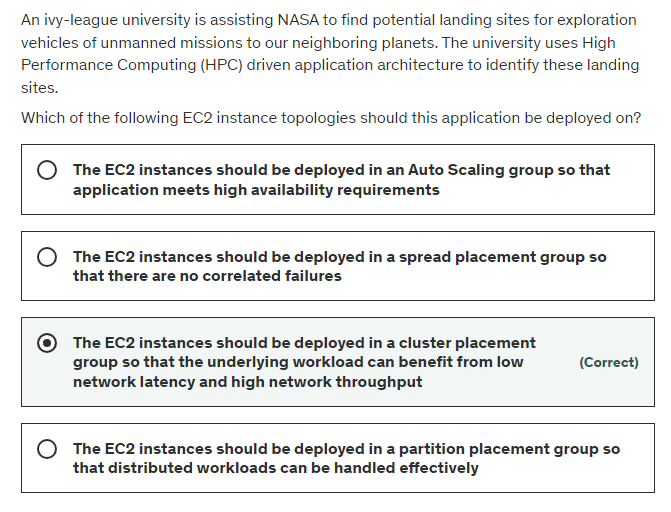 An ivy-league university is assisting NASA to find potential landing sites for exploration
vehicles of unmanned missions to our neighboring planets. The university uses High
Performance Computing (HPC) driven application architecture to identify these landing
sites.
Which of the following EC2 instance topologies should this application be deployed on?
The EC2 instances should be deployed in an Auto Scaling group so that
application meets high availability requirements
The EC2 instances should be deployed in a spread placement group so
that there are no correlated failures
The EC2 instances should be deployed in a cluster placement
group so that the underlying workload can benefit from low
network latency and high network throughput
(Correct)
The EC2 instances should be deployed in a partition placement group so
that distributed workloads can be handled effectively